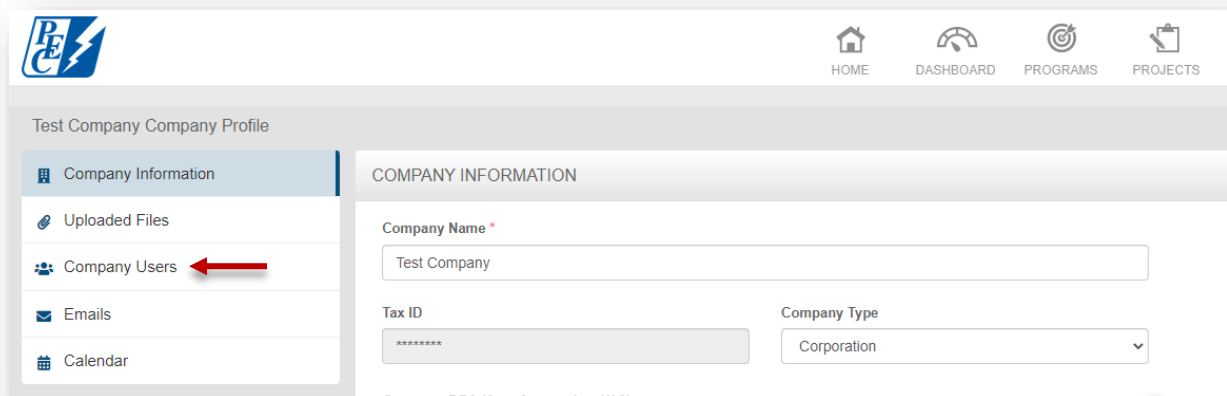 PEC
HOME DASHBOARD PROGRAMS PROJECTS
Test Company Company Profile
Company Information
Uploaded Files
Company Users
Emails
Calendar
COMPANY INFORMATION
Company Name *
Test Company
Tax ID
********
Company Type
Corporation